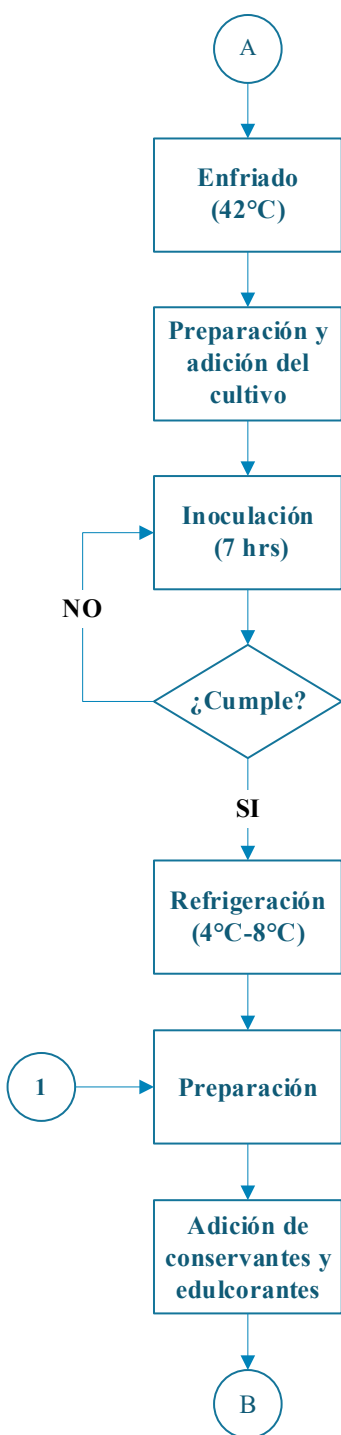 A
Enfriado
(42°C)
Preparación y
adición del
cultivo
Inoculación
(7 hrs)
NO
¿Cumple?
SI
Refrigeración
(4°C-8°C)
1
Preparación
Adición de
conservantes y
edulcorantes
B